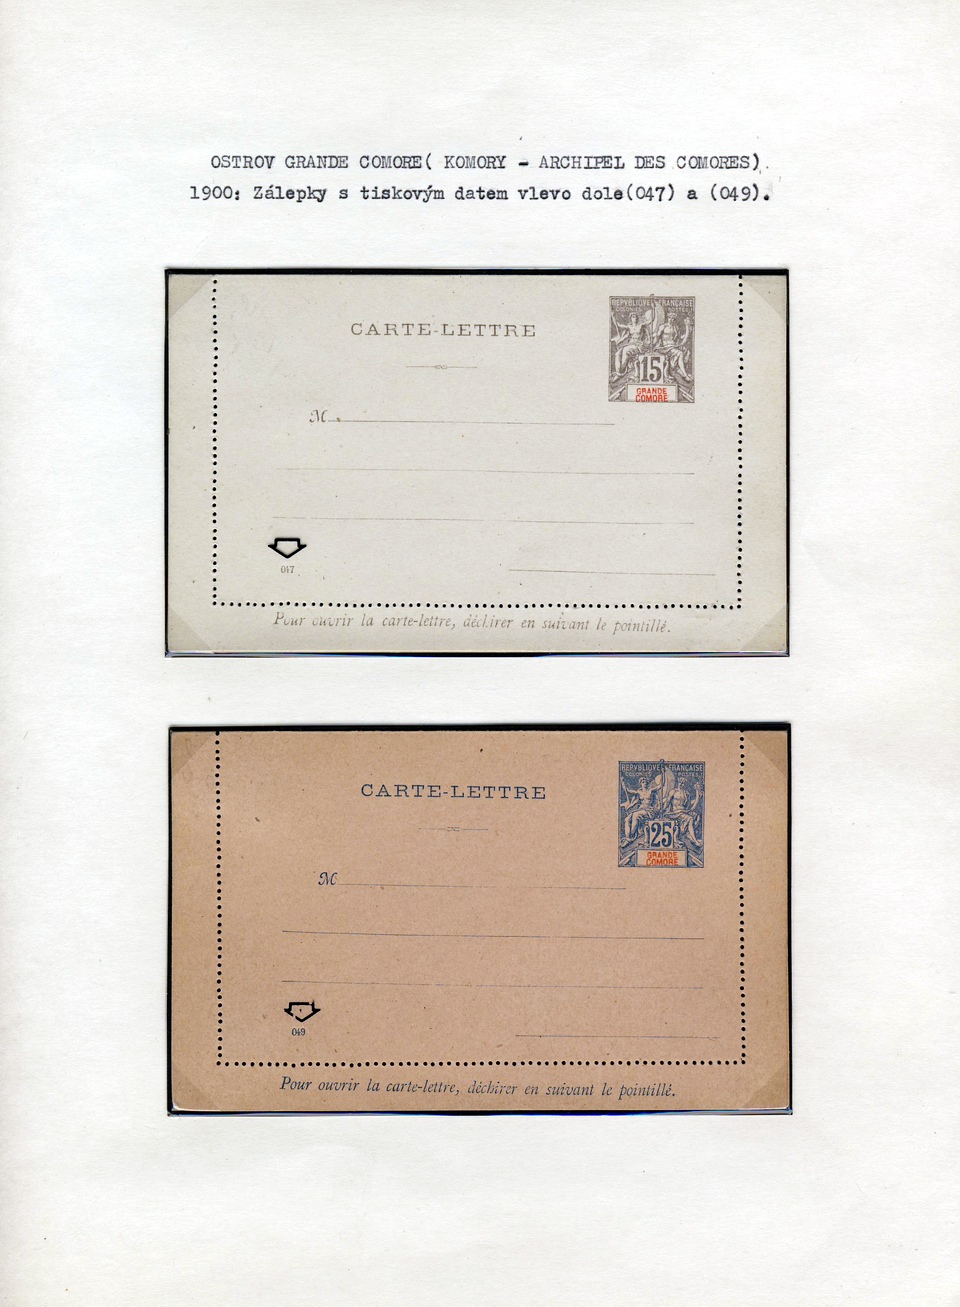 OSTROV GRANDE COMORE( KOMORY - ARCHIPEL DES COMORES).
1900: Zálepky s tiskovým datem vlevo dole(047) a (049).
REPVBLIQVE FRANÇAISE
COLONIES POSTES
CARTE-LETTRE
15
GRANDE
COMORE
M
047
Pour ouvrir la carte-lettre, déchirer en suivant le pointillé.
REPVBLIQVE FRANÇAISE
COLONIES POSTES
CARTE-LETTRE
25
GRANDE
COMORE
M
049
Pour ouvrir la carte-lettre, déchirer en suivant le pointillé.